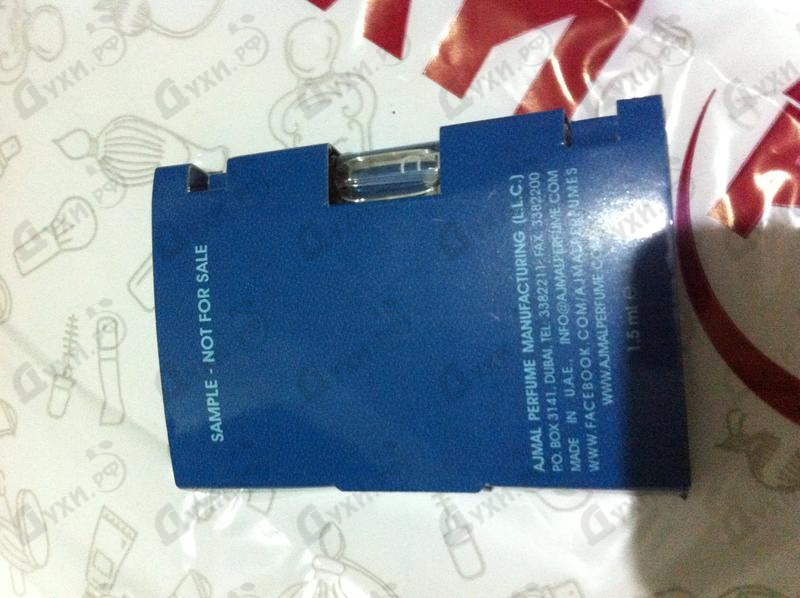 SAMPLE - NOT FOR SALE
AJMAL PERFUME MANUFACTURING (L.L.C.)
P.O. BOX 3141, DUBAI, TEL. 3382211, FAX. 3382200
MADE IN U.A.E., INFO@AJMALPERFUME.COM
WWW.FACEBOOK.COM/AJMALPERFUMES
WWW.AJMALPERFUME.COM
1.5 ml e
Духи.рф